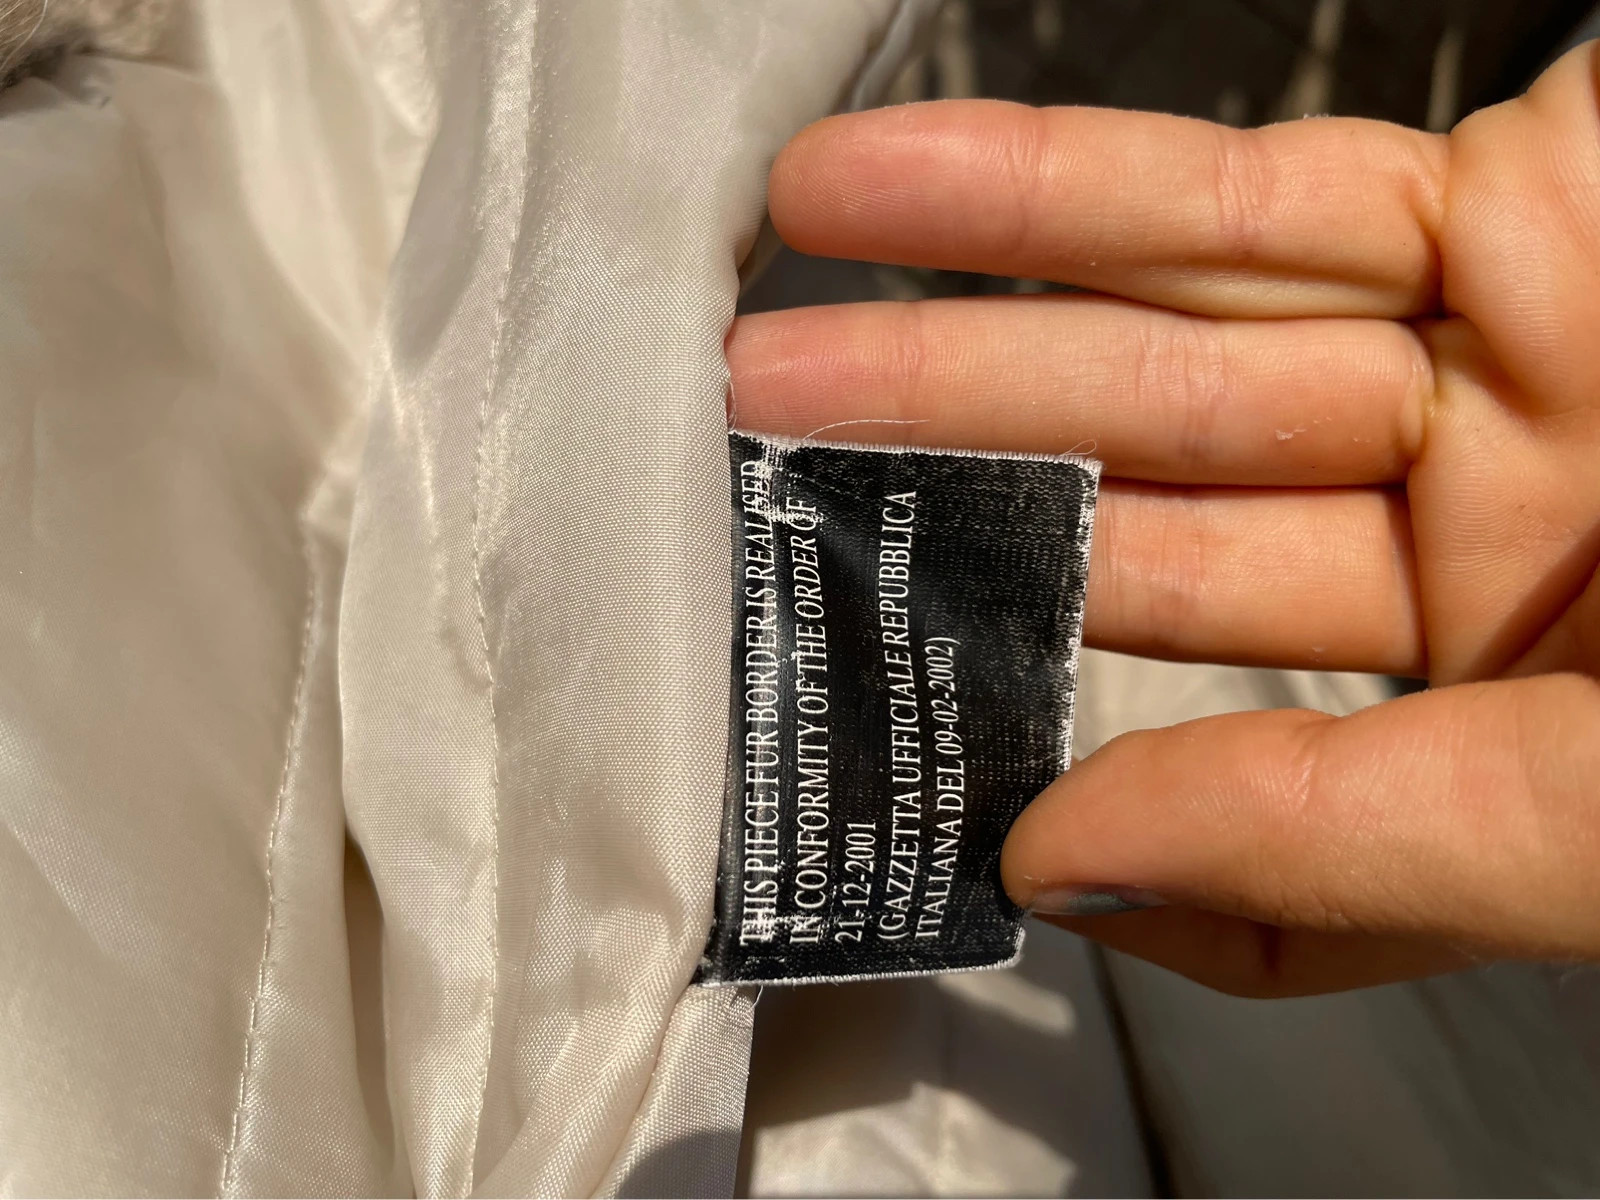 THIS PIECE FUR BORDER IS REALISED
IN CONFORMITY OF THE ORDER OF
21-12-2001
(GAZZETTA UFFICIALE REPUBBLICA
ITALIANA DEL 09-02-2002)